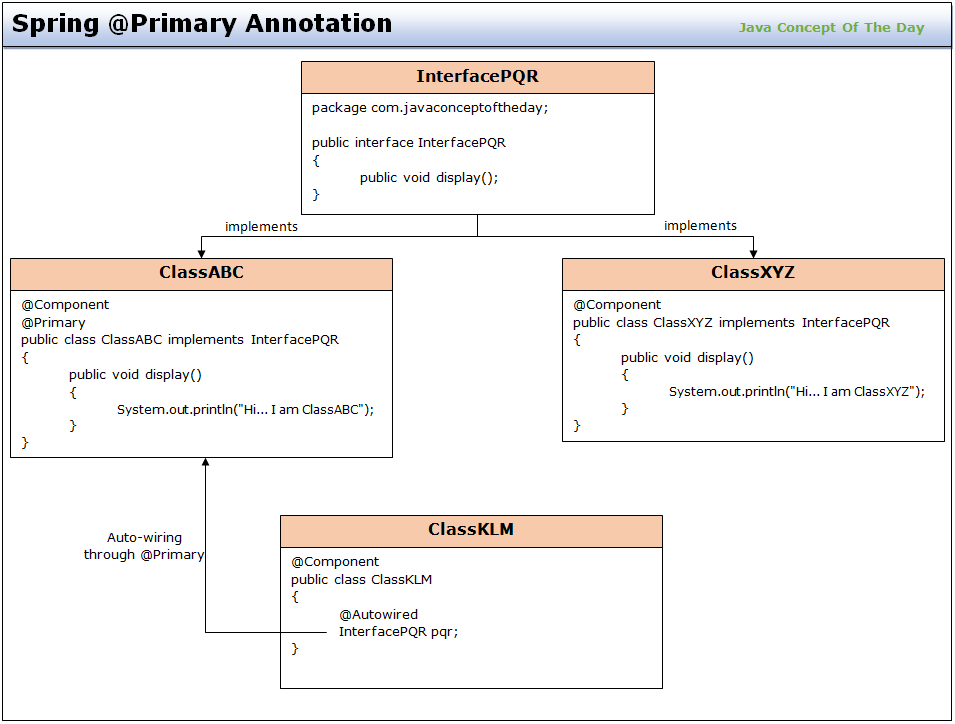 Spring @Primary Annotation
Java Concept Of The Day
InterfacePQR
package com.javaconceptoftheday;
public interface InterfacePQR
{
public void display();
}
implements
implements
ClassABC
@Component
@Primary
public class ClassABC implements InterfacePQR
{
public void display()
{
System.out.println("Hi... I am ClassABC");
}
}
ClassXYZ
@Component
public class ClassXYZ implements InterfacePQR
{
public void display()
{
System.out.println("Hi... I am ClassXYZ");
}
}
Auto-wiring
through @Primary
ClassKLM
@Component
public class ClassKLM
{
@Autowired
InterfacePQR pqr;
}